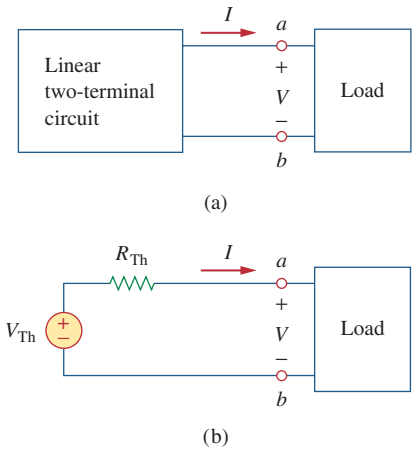 I
a
Linear
two-terminal
circuit
+
V
−
Load
b
(a)
R_Th
I
a
+
V_Th
+
−
V
−
Load
b
(b)